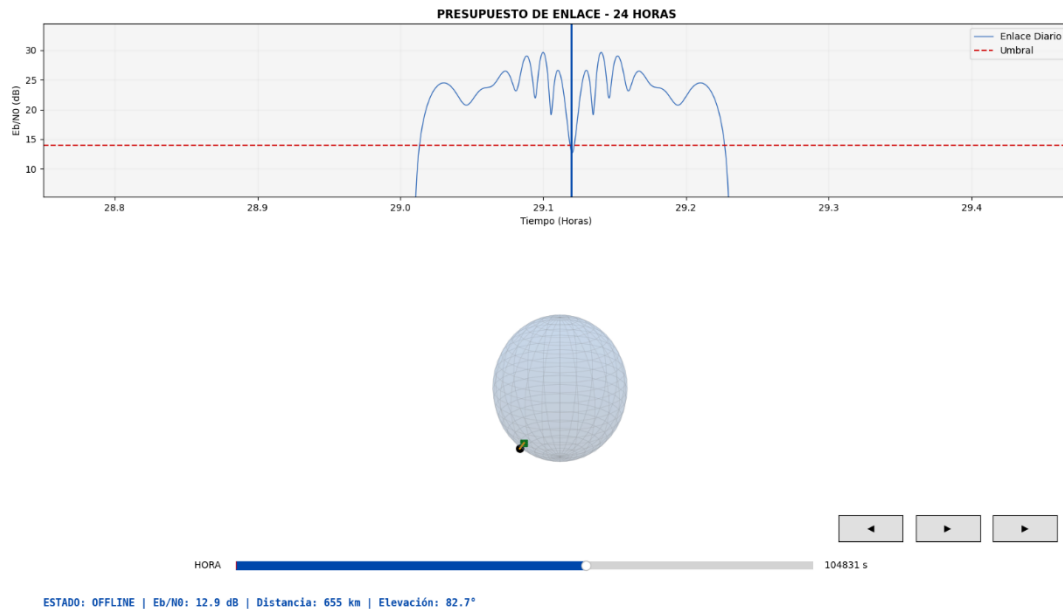 PRESUPUESTO DE ENLACE - 24 HORAS
Enlace Diario
Umbral
Eb/N0 (dB)
30
25
20
15
10
28.8 28.9 29.0 29.1 29.2 29.3 29.4
Tiempo (Horas)
HORA 104831 s
ESTADO: OFFLINE | Eb/N0: 12.9 dB | Distancia: 655 km | Elevación: 82.7°